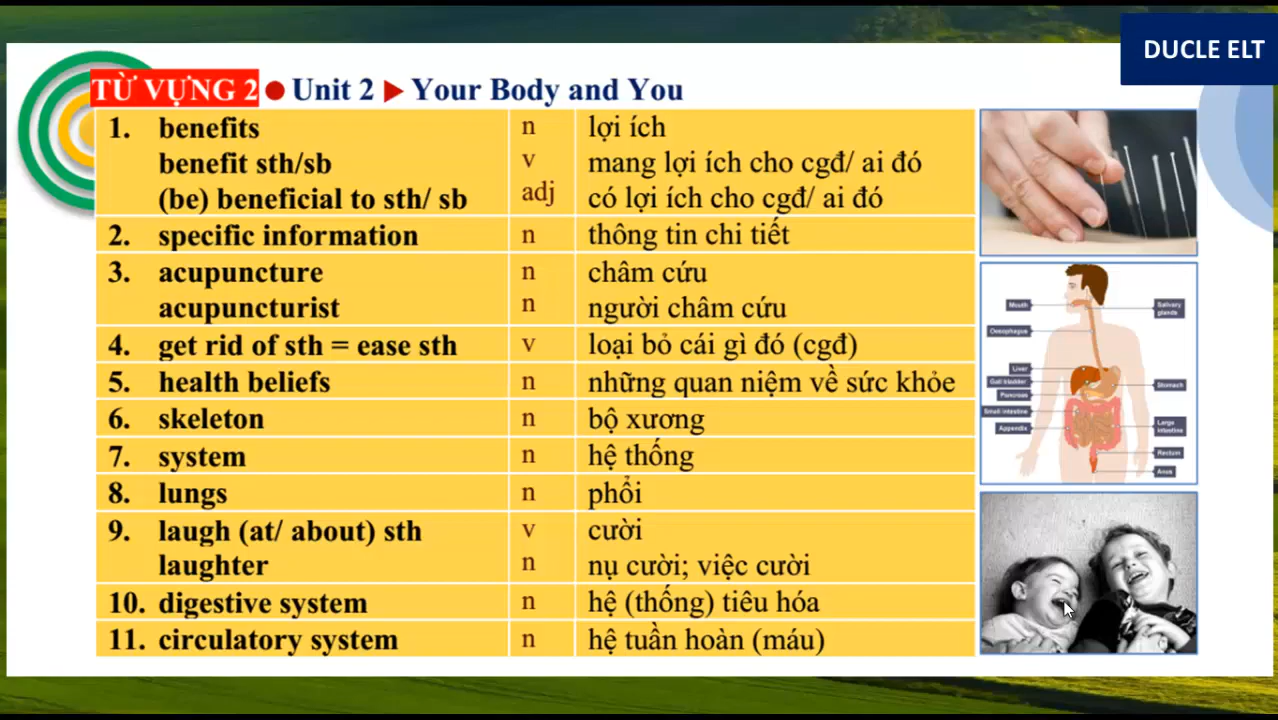 DUCLE ELT
TỪ VỰNG 2 Unit 2 Your Body and You
1. benefits n lợi ích
benefit sth/sb v mang lợi ích cho cgđ/ ai đó
(be) beneficial to sth/ sb adj có lợi ích cho cgđ/ ai đó
2. specific information n thông tin chi tiết
3. acupuncture n châm cứu
acupuncturist n người châm cứu
4. get rid of sth = ease sth v loại bỏ cái gì đó (cgđ)
5. health beliefs n những quan niệm về sức khỏe
6. skeleton n bộ xương
7. system n hệ thống
8. lungs n phổi
9. laugh (at/ about) sth v cười
laughter n nụ cười; việc cười
10. digestive system n hệ (thống) tiêu hóa
11. circulatory system n hệ tuần hoàn (máu)
Mouth
Salivary
glands
Oesophagus
Liver
Gall bladder
Pancreas
Small intestine
Appendix
Stomach
Large
intestine
Rectum
Anus